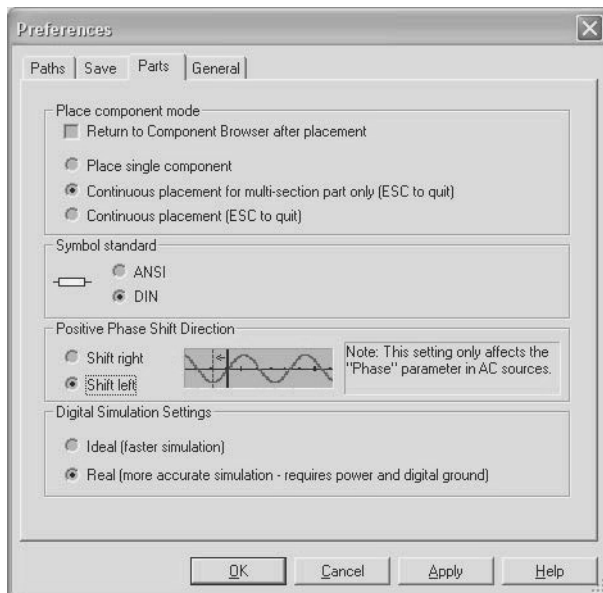 Preferences
Paths Save Parts General
Place component mode
Return to Component Browser after placement
Place single component
Continuous placement for multi-section part only (ESC to quit)
Continuous placement (ESC to quit)
Symbol standard
ANSI
DIN
Positive Phase Shift Direction
Shift right
Shift left
Note: This setting only affects the
"Phase" parameter in AC sources.
Digital Simulation Settings
Ideal (faster simulation)
Real (more accurate simulation - requires power and digital ground)
OK Cancel Apply Help